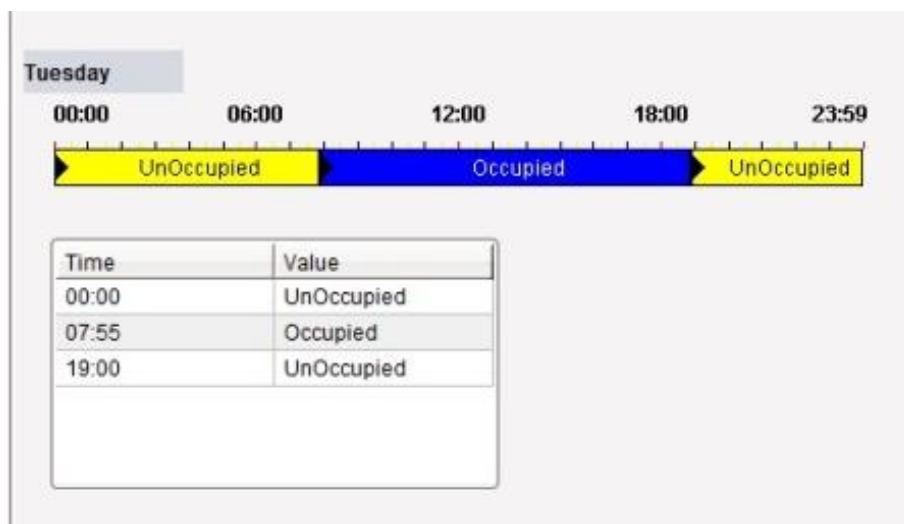 Tuesday
00:00 06:00 12:00 18:00 23:59
UnOccupied Occupied UnOccupied
Time Value
00:00 UnOccupied
07:55 Occupied
19:00 UnOccupied